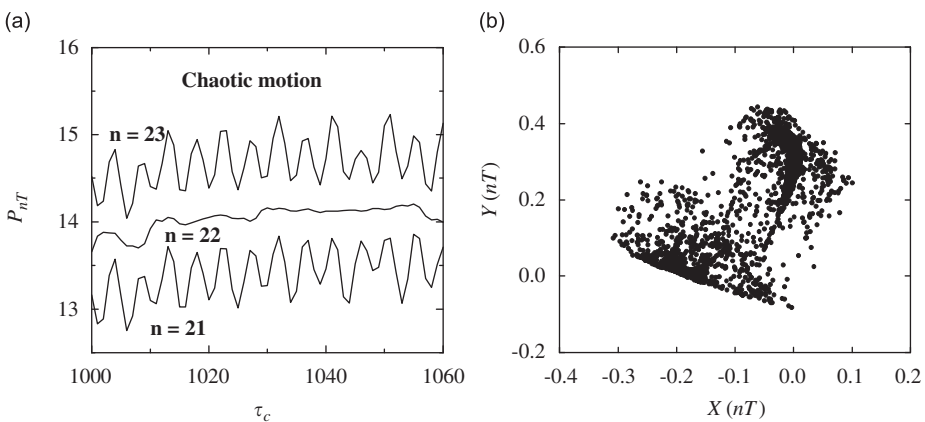 (a)
16
15
14
13
1000
1020
1040
1060
P_{nT}
τ_c
Chaotic motion
n = 23
n = 22
n = 21
(b)
0.6
0.4
0.2
0.0
-0.2
-0.4
-0.3
-0.2
-0.1
0.0
0.1
0.2
Y (nT)
X (nT)